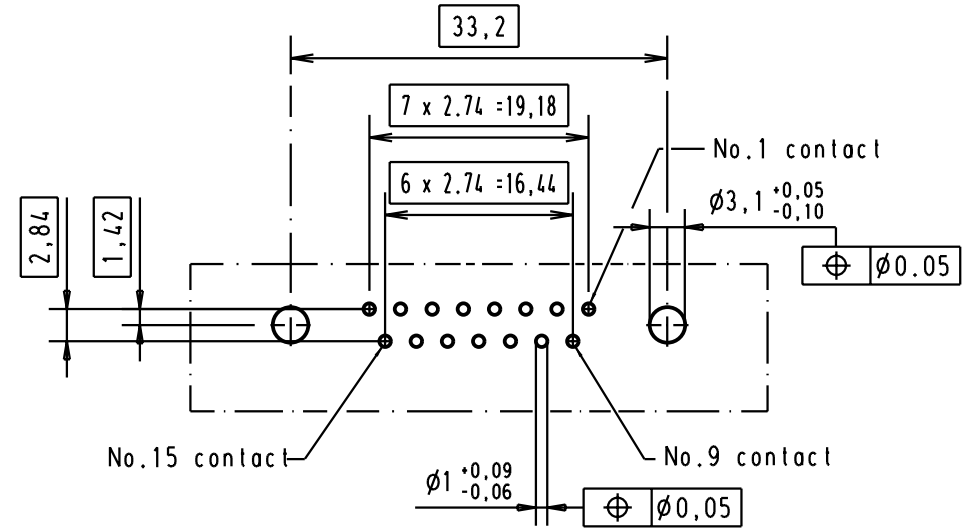 33,2
7 x 2.74 =19,18
No.1 contact
6 x 2.74 =16,44
Ø3,1 +0,05 -0,10
2,84
1,42
⌖ Ø0.05
No.15 contact
No.9 contact
Ø1 +0,09 -0,06
⌖ Ø0,05